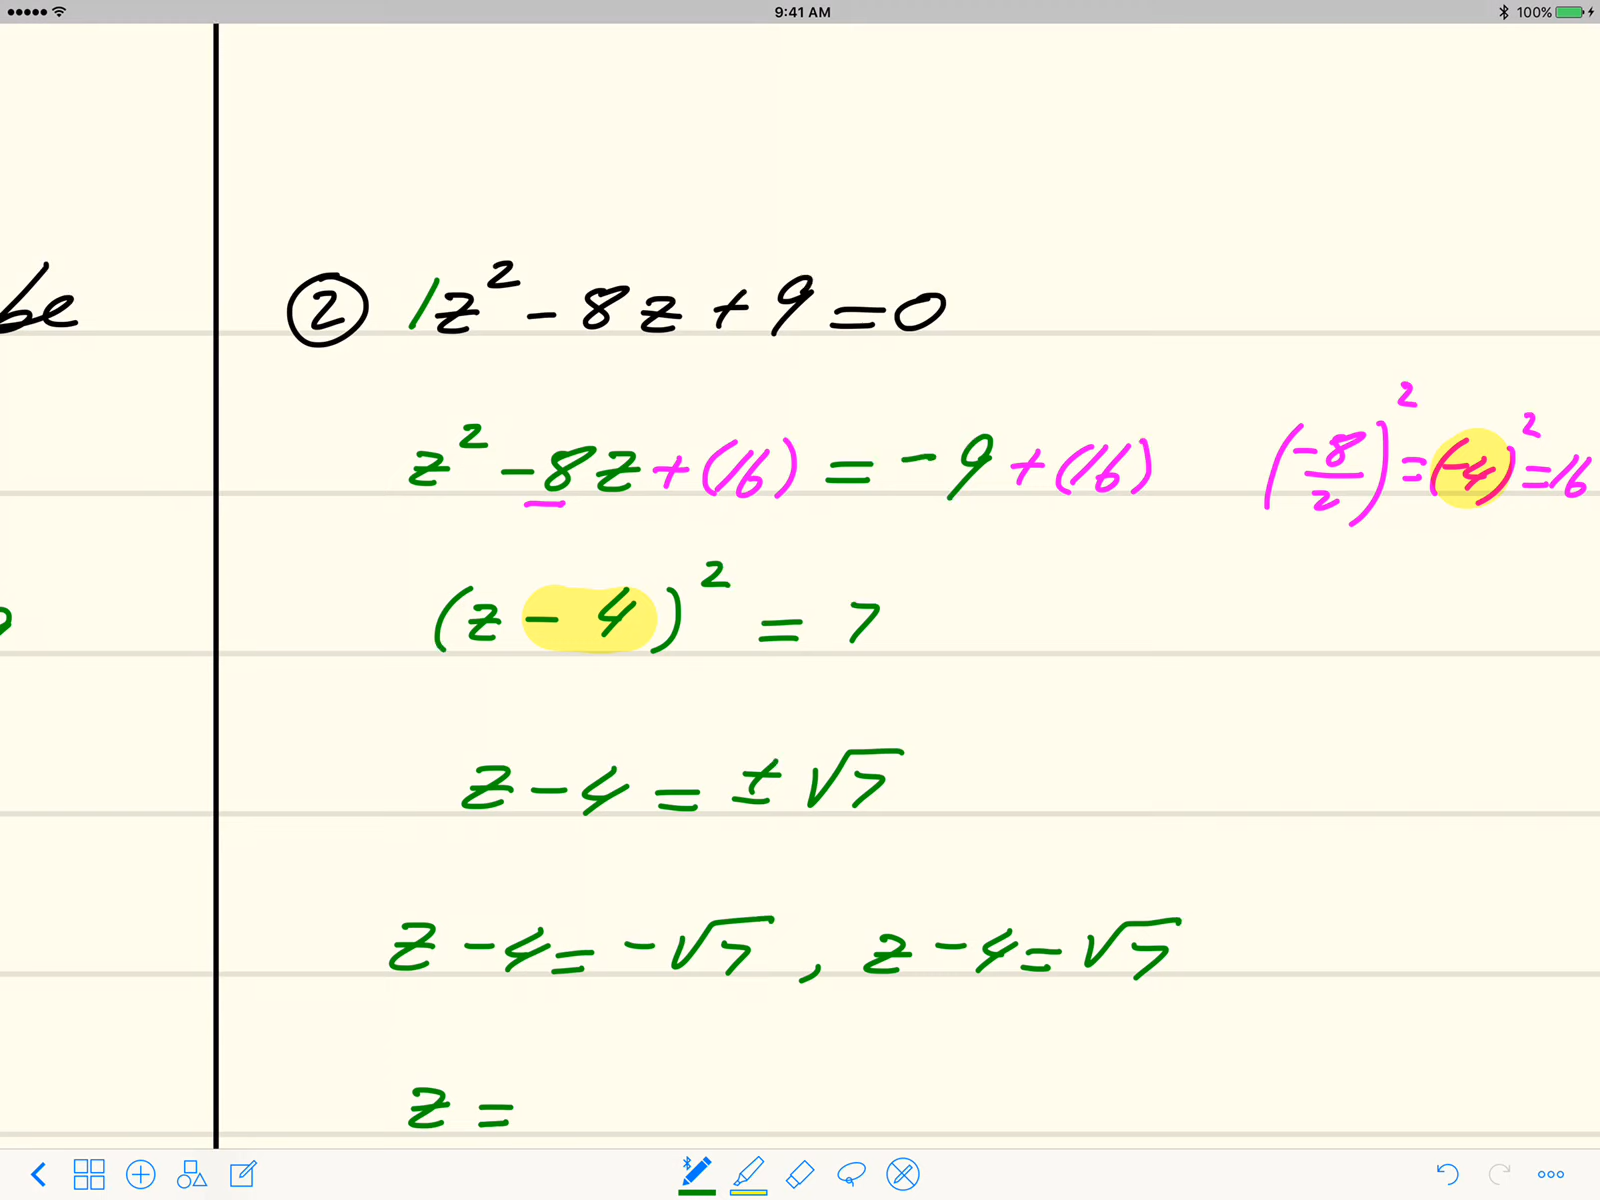 9:41 AM
100%
be
② 1z² - 8z + 9 = 0
z² - 8z + (16) = -9 + (16) (-8/2)² = (-4)² = 16
(z - 4)² = 7
z - 4 = ± √7
z - 4 = -√7 , z - 4 = √7
z =